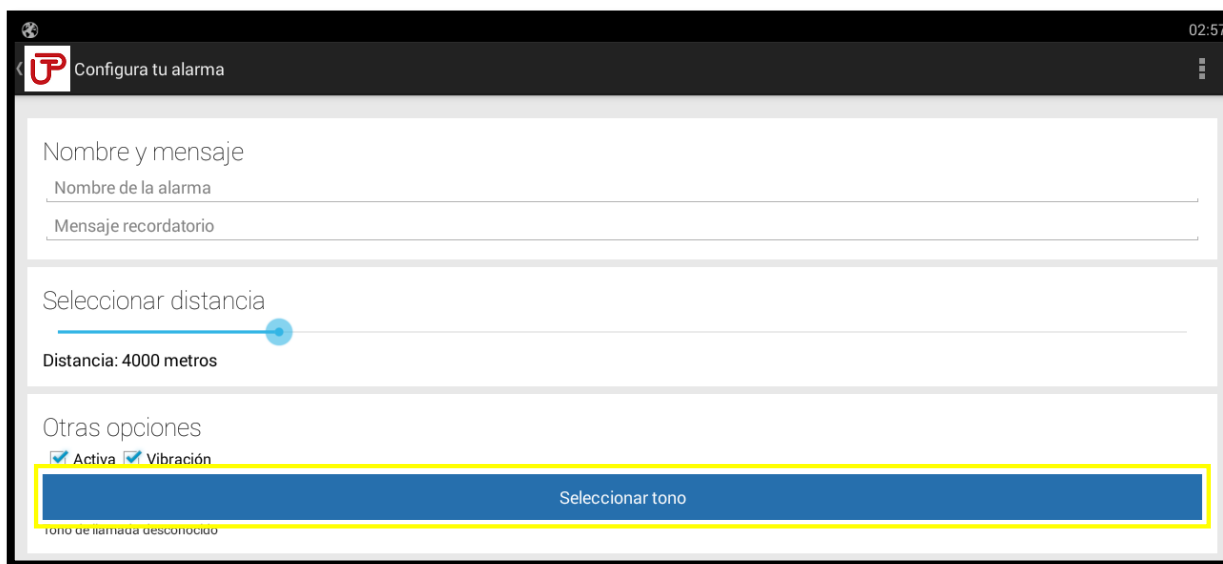 02:57
UP Configura tu alarma
Nombre y mensaje
Nombre de la alarma
Mensaje recordatorio
Seleccionar distancia
Distancia: 4000 metros
Otras opciones
Activa Vibración
Seleccionar tono
Tono de llamada desconocido